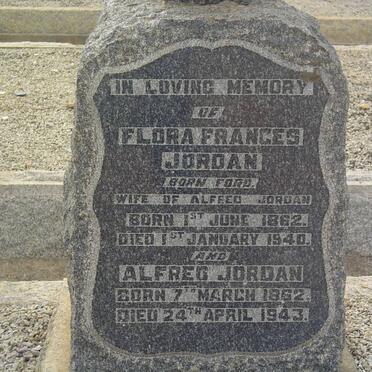 IN LOVING MEMORY
OF
FLORA FRANCES
JORDAN
BORN FORD.
WIFE OF ALFRED JORDAN
BORN 1ST JUNE 1862.
DIED 1ST JANUARY 1940.
AND
ALFRED JORDAN
BORN 7TH MARCH 1862.
DIED 24TH APRIL 1943.